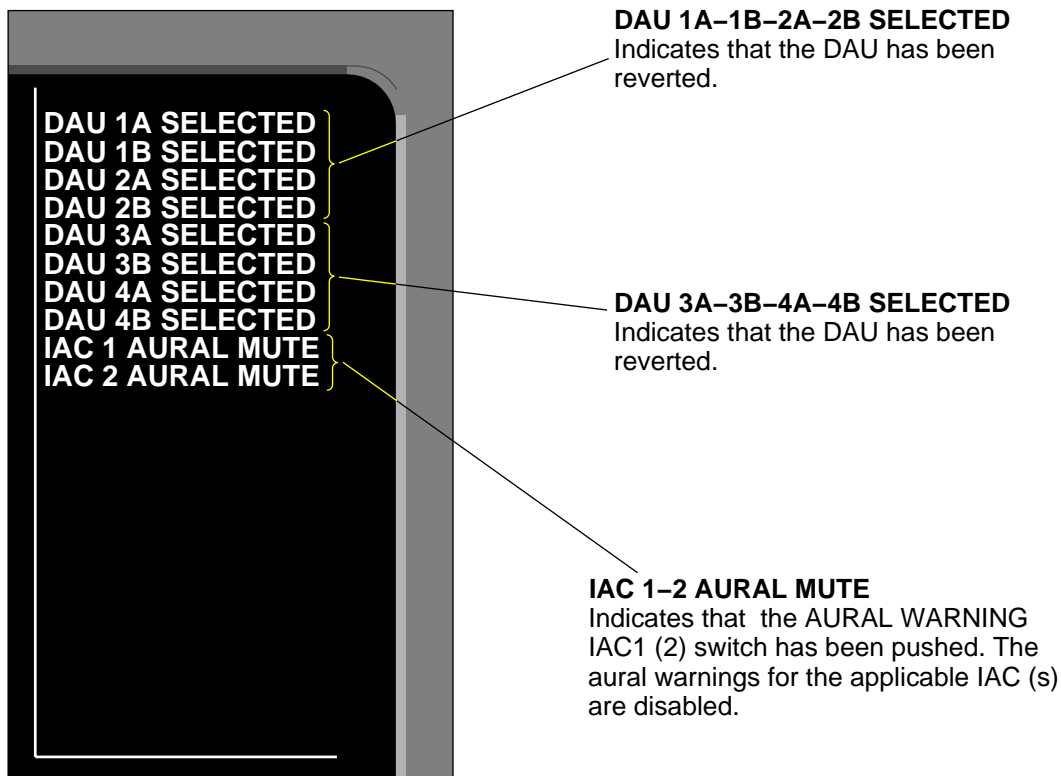 DAU 1A SELECTED
DAU 1B SELECTED
DAU 2A SELECTED
DAU 2B SELECTED
DAU 3A SELECTED
DAU 3B SELECTED
DAU 4A SELECTED
DAU 4B SELECTED
IAC 1 AURAL MUTE
IAC 2 AURAL MUTE
DAU 1A–1B–2A–2B SELECTED
Indicates that the DAU has been
reverted.
DAU 3A–3B–4A–4B SELECTED
Indicates that the DAU has been
reverted.
IAC 1–2 AURAL MUTE
Indicates that the AURAL WARNING
IAC1 (2) switch has been pushed. The
aural warnings for the applicable IAC (s)
are disabled.